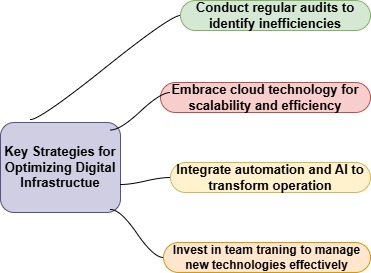 Conduct regular audits to
identify inefficiencies
Embrace cloud technology for
scalability and efficiency
Key Strategies for
Optimizing Digital
Infrastructue
Integrate automation and AI to
transform operation
Invest in team traning to manage
new technologies effectively